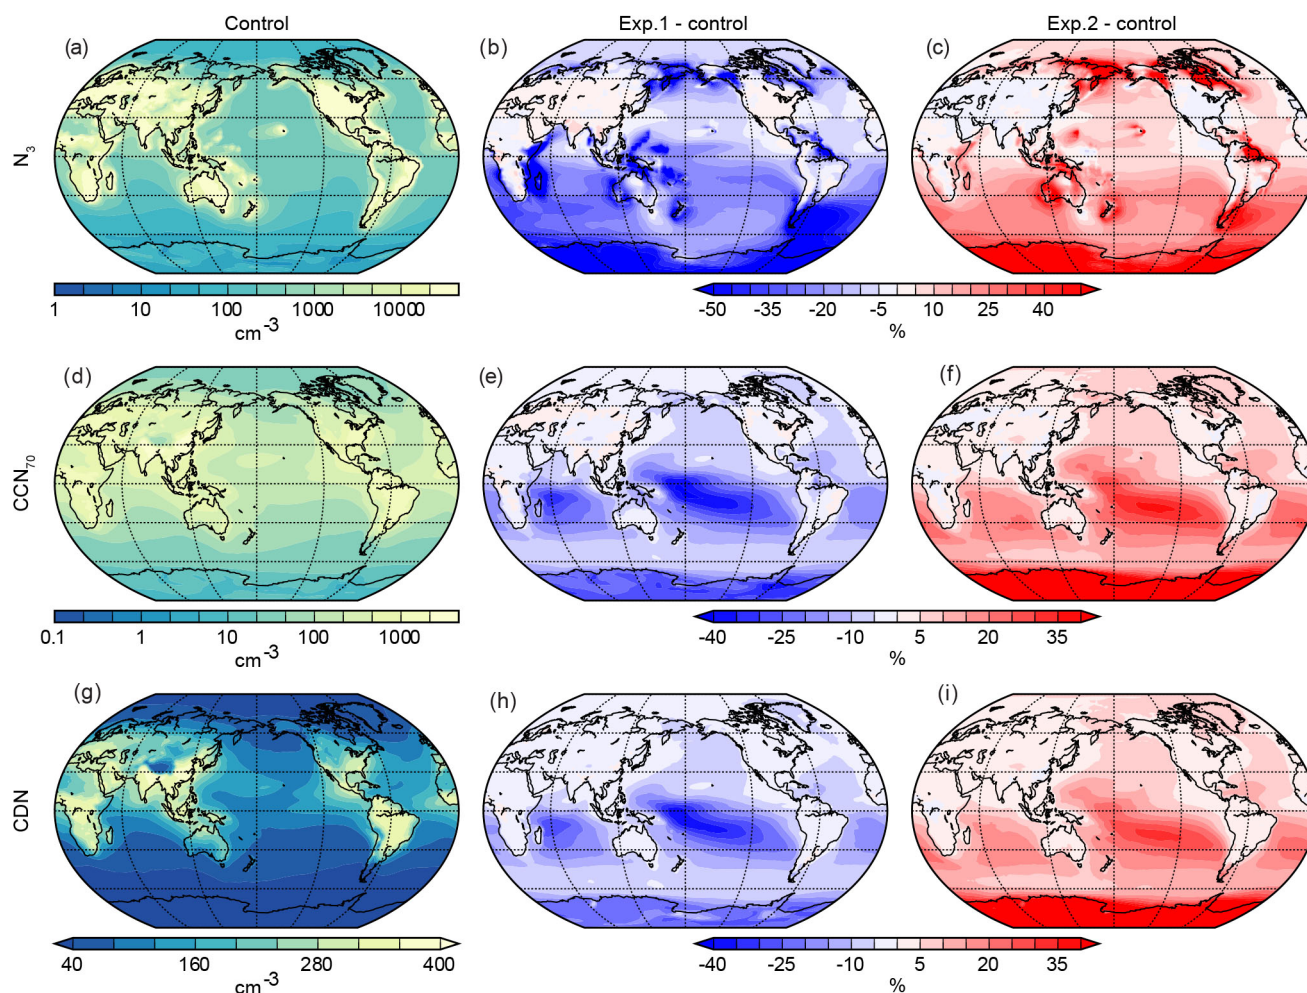 Control Exp.1 - control Exp.2 - control
(a) (b) (c)
N3
1 10 100 1000 10000
cm-3
-50 -35 -20 -5 10 25 40
%
(d) (e) (f)
CCN70
0.1 1 10 100 1000
cm-3
-40 -25 -10 5 20 35
%
(g) (h) (i)
CDN
40 160 280 400
cm-3
-40 -25 -10 5 20 35
%